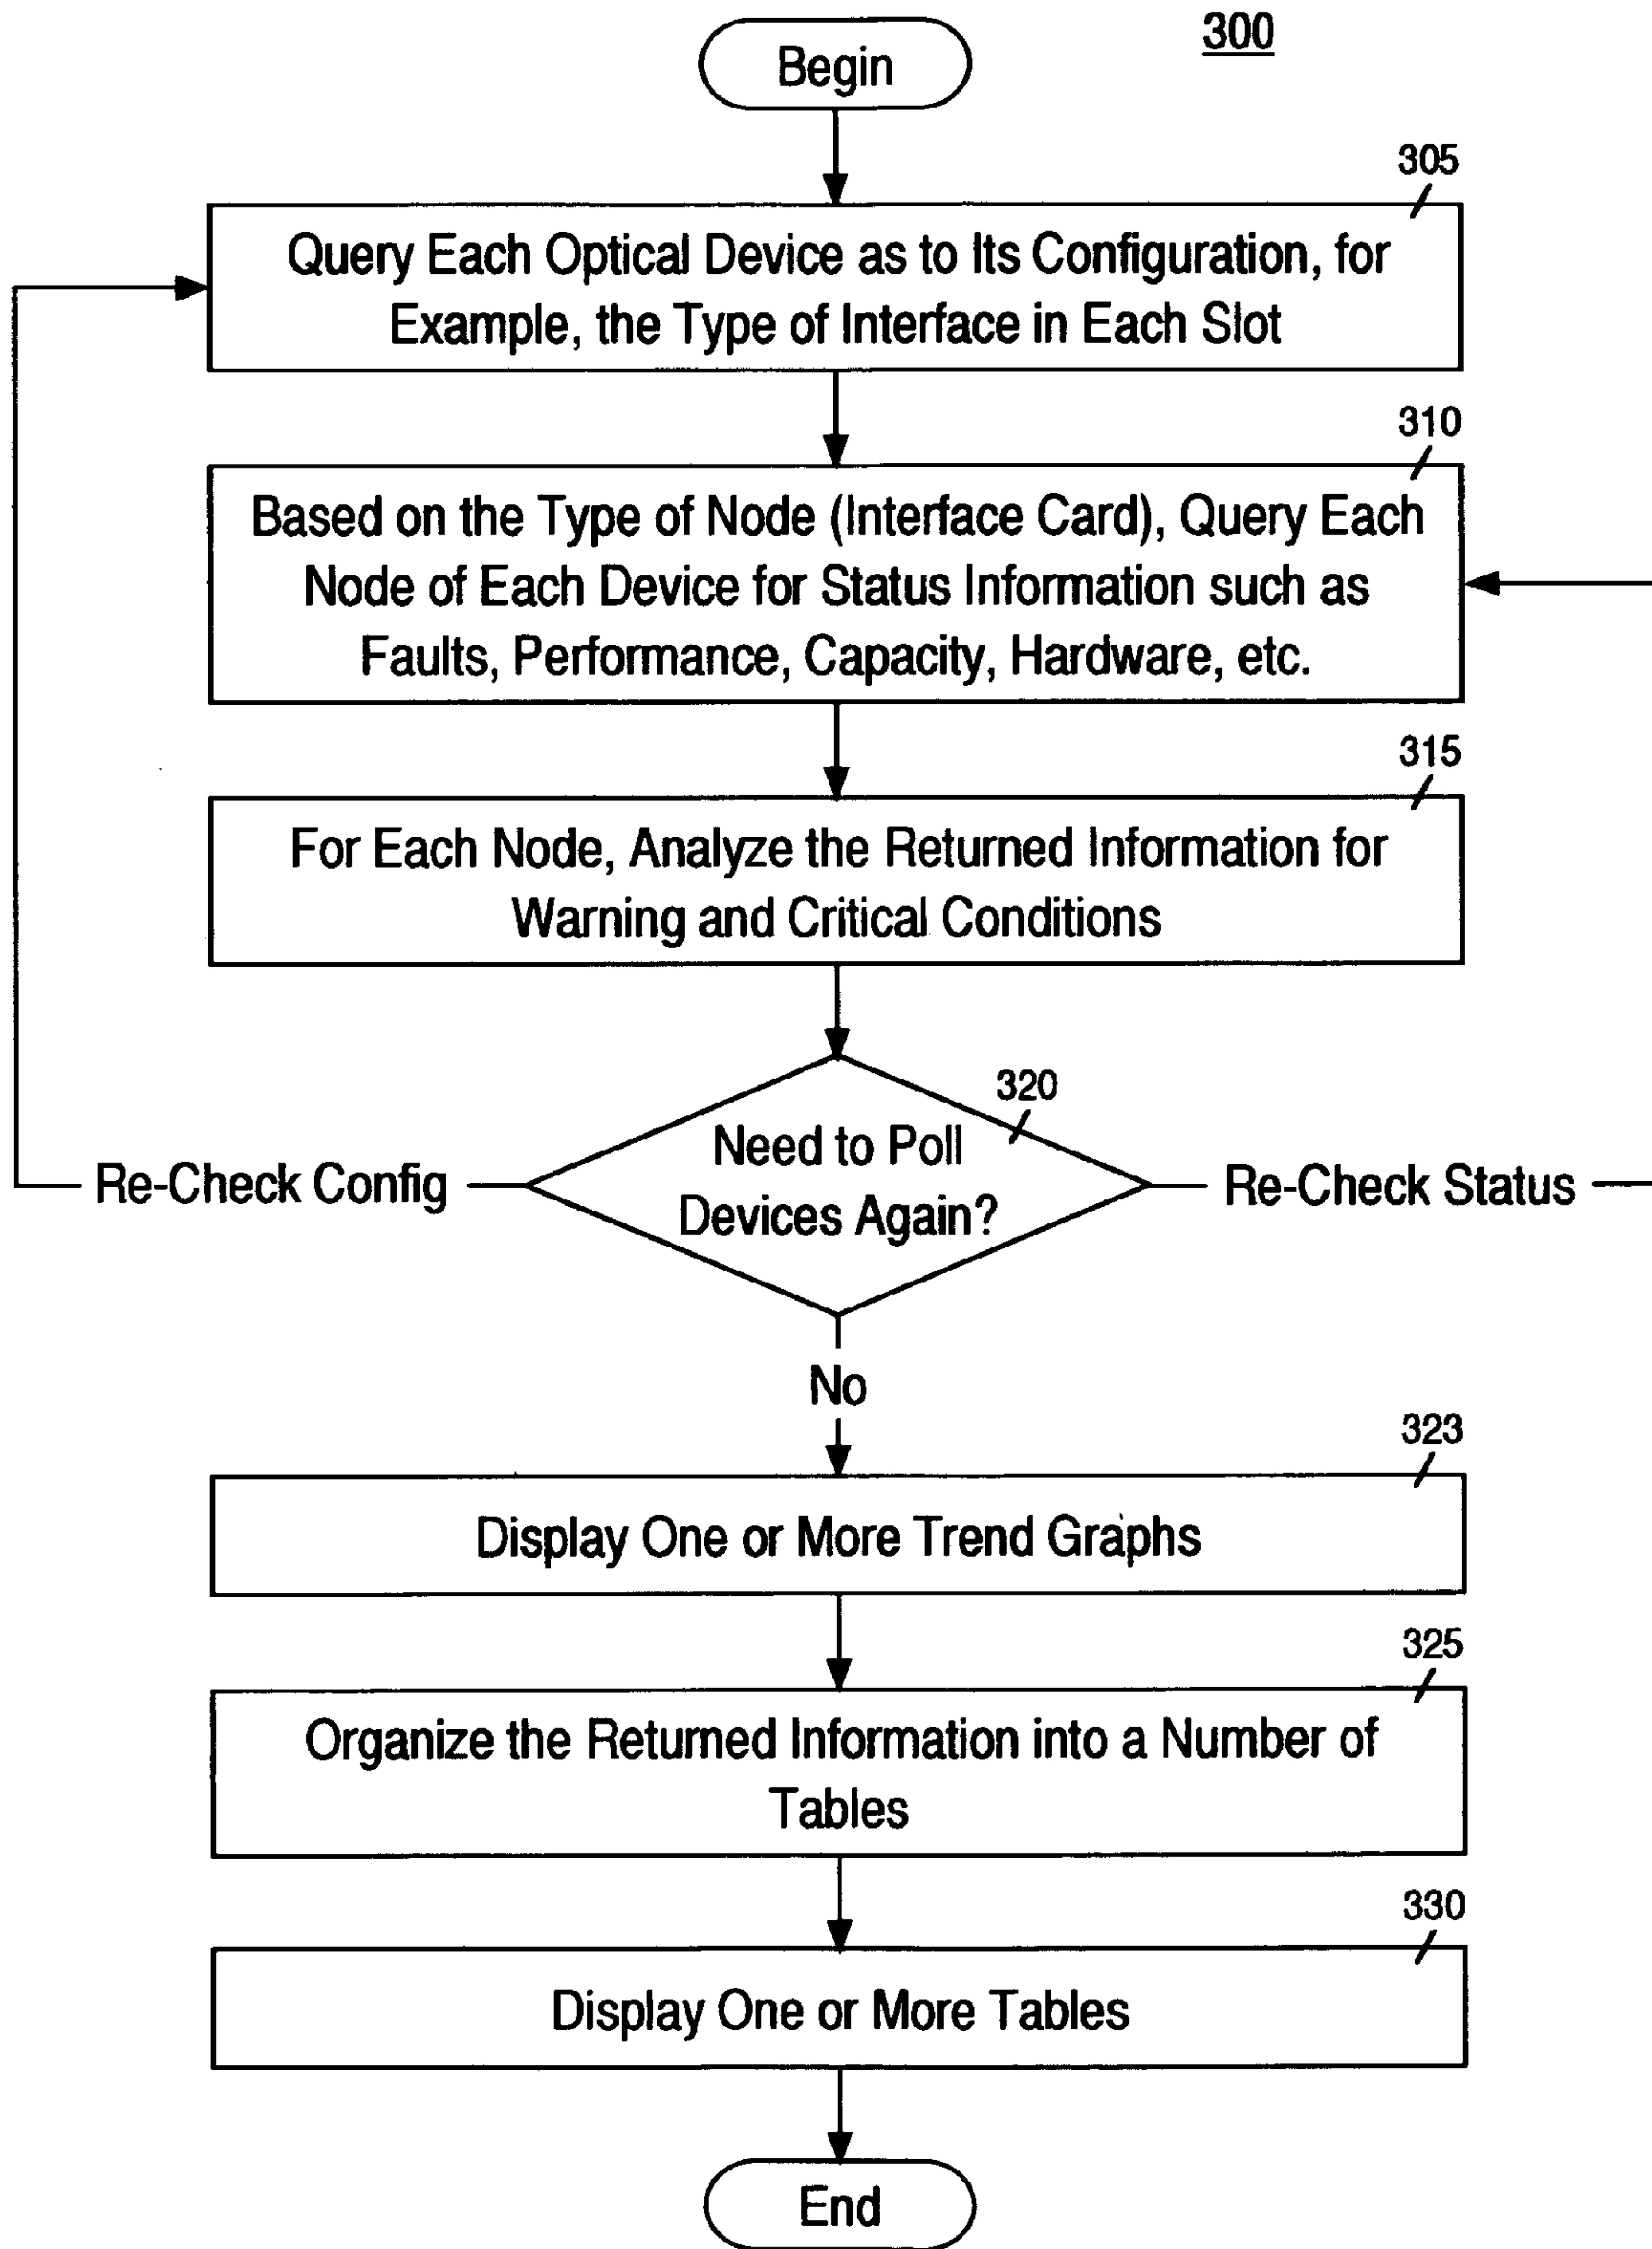 300
Begin
305
Query Each Optical Device as to Its Configuration, for
Example, the Type of Interface in Each Slot
310
Based on the Type of Node (Interface Card), Query Each
Node of Each Device for Status Information such as
Faults, Performance, Capacity, Hardware, etc.
315
For Each Node, Analyze the Returned Information for
Warning and Critical Conditions
320
Need to Poll
Devices Again?
Re-Check Config
Re-Check Status
No
323
Display One or More Trend Graphs
325
Organize the Returned Information into a Number of
Tables
330
Display One or More Tables
End